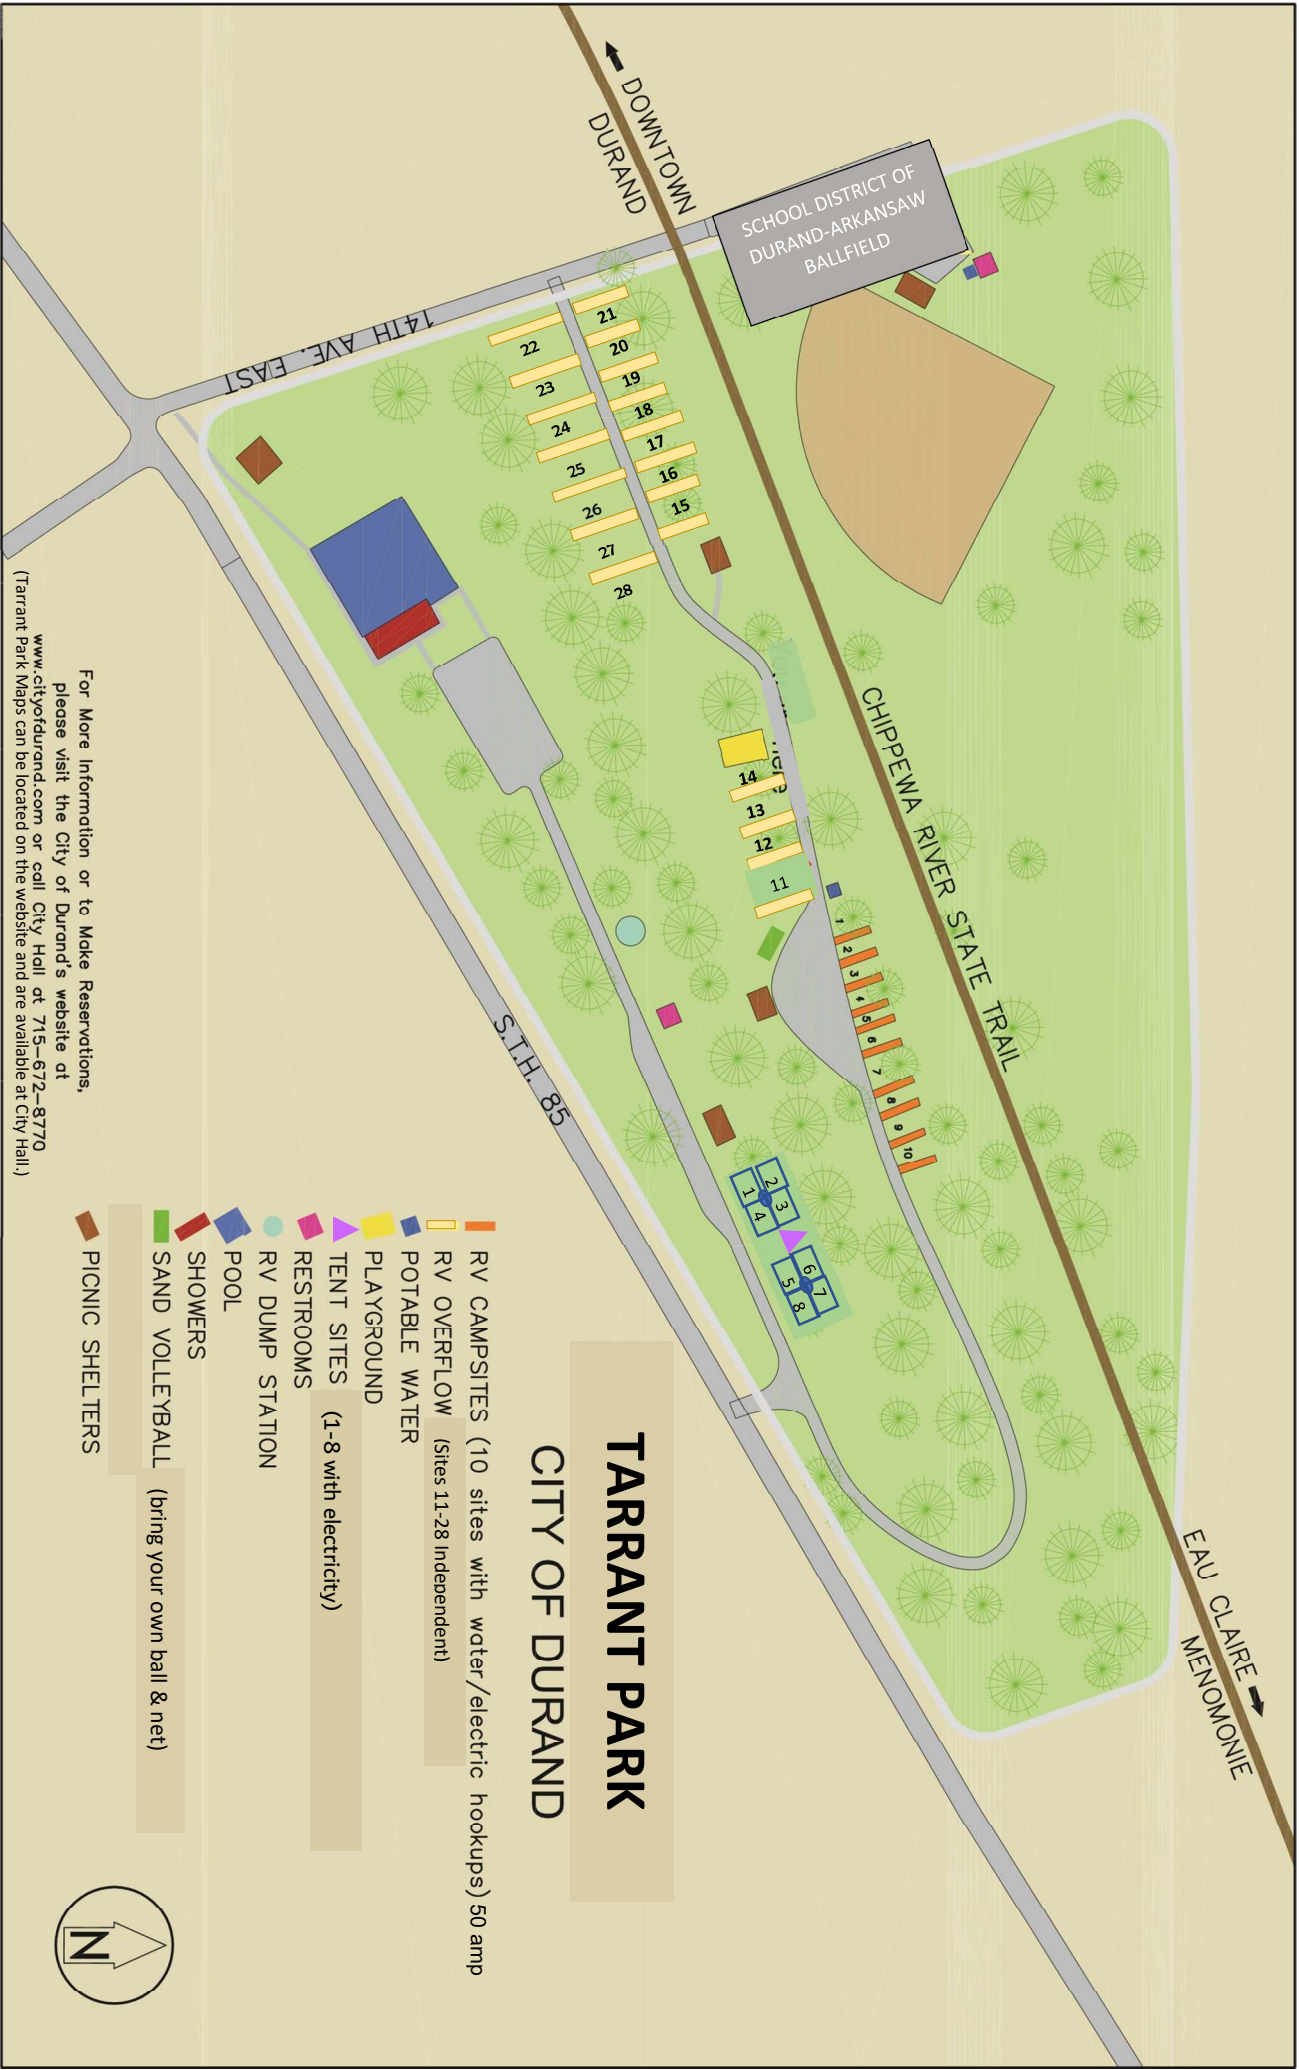 TARRANT PARK
CITY OF DURAND
DOWNTOWN
DURAND
SCHOOL DISTRICT OF
DURAND-ARKANSAW
BALLFIELD
CHIPPEWA RIVER STATE TRAIL
EAU CLAIRE
MENOMONIE
14TH AVE. EAST
S.T.H. 85
21
20
19
18
17
16
15
22
23
24
25
26
27
28
14
13
12
11
1
2
3
4
5
6
7
8
9
10
1
2
3
4
5
6
7
8
RV CAMPSITES (10 sites with water/electric hookups) 50 amp
RV OVERFLOW (Sites 11-28 Independent)
POTABLE WATER
PLAYGROUND
TENT SITES (1-8 with electricity)
RESTROOMS
RV DUMP STATION
POOL
SHOWERS
SAND VOLLEYBALL (bring your own ball & net)
PICNIC SHELTERS
For More Information or to Make Reservations,
please visit the City of Durand's website at
www.cityofdurand.com or call City Hall at 715-672-8770
(Tarrant Park Maps can be located on the website and are available at City Hall.)
N